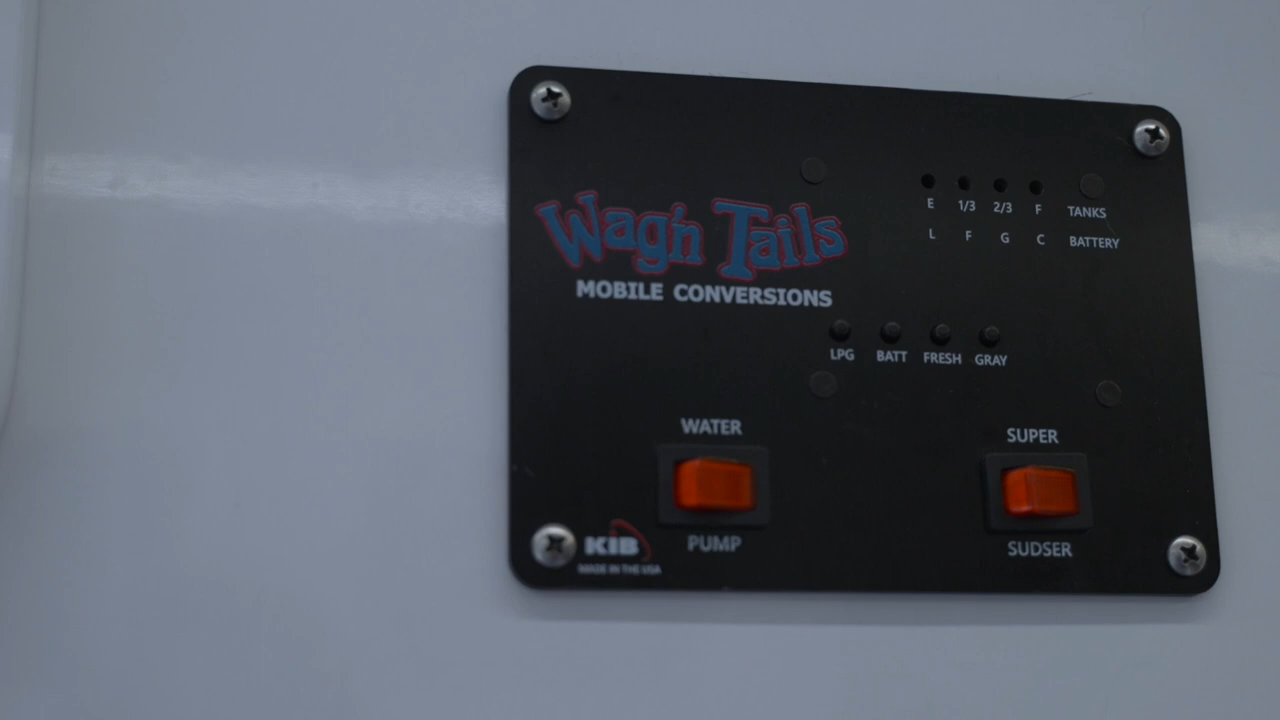 Wag'n Tails
MOBILE CONVERSIONS
E 1/3 2/3 F TANKS
L F G C BATTERY
LPG BATT FRESH GRAY
WATER
PUMP
SUPER
SUDSER
KIB
MADE IN THE USA